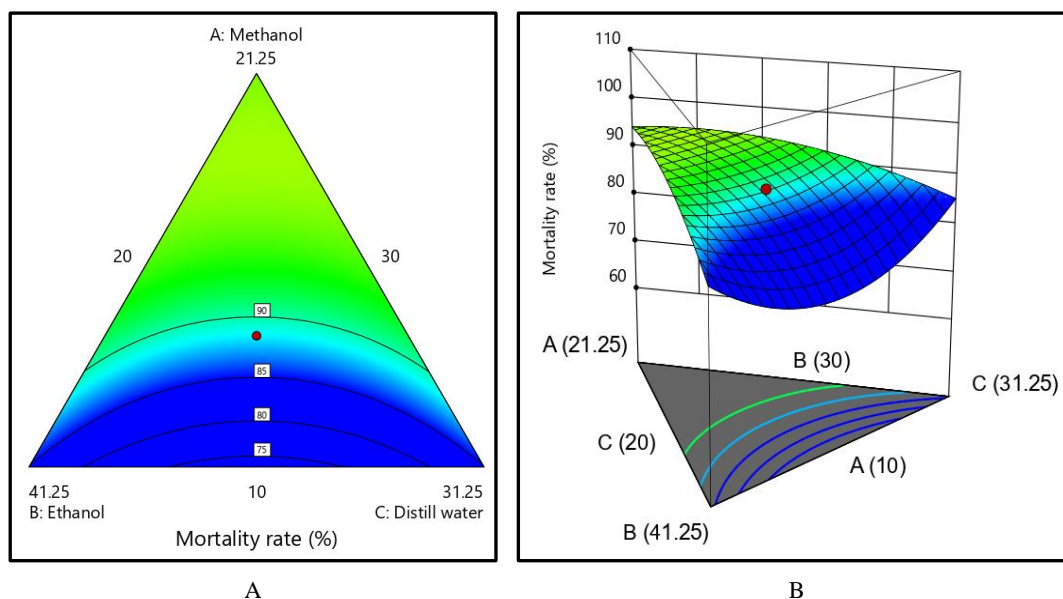 A: Methanol
21.25
20
30
90
85
80
75
41.25 10 31.25
B: Ethanol C: Distill water
Mortality rate (%)
A
110
100
90
80
70
60
Mortality rate (%)
A (21.25)
B (30)
C (31.25)
C (20)
A (10)
B (41.25)
B